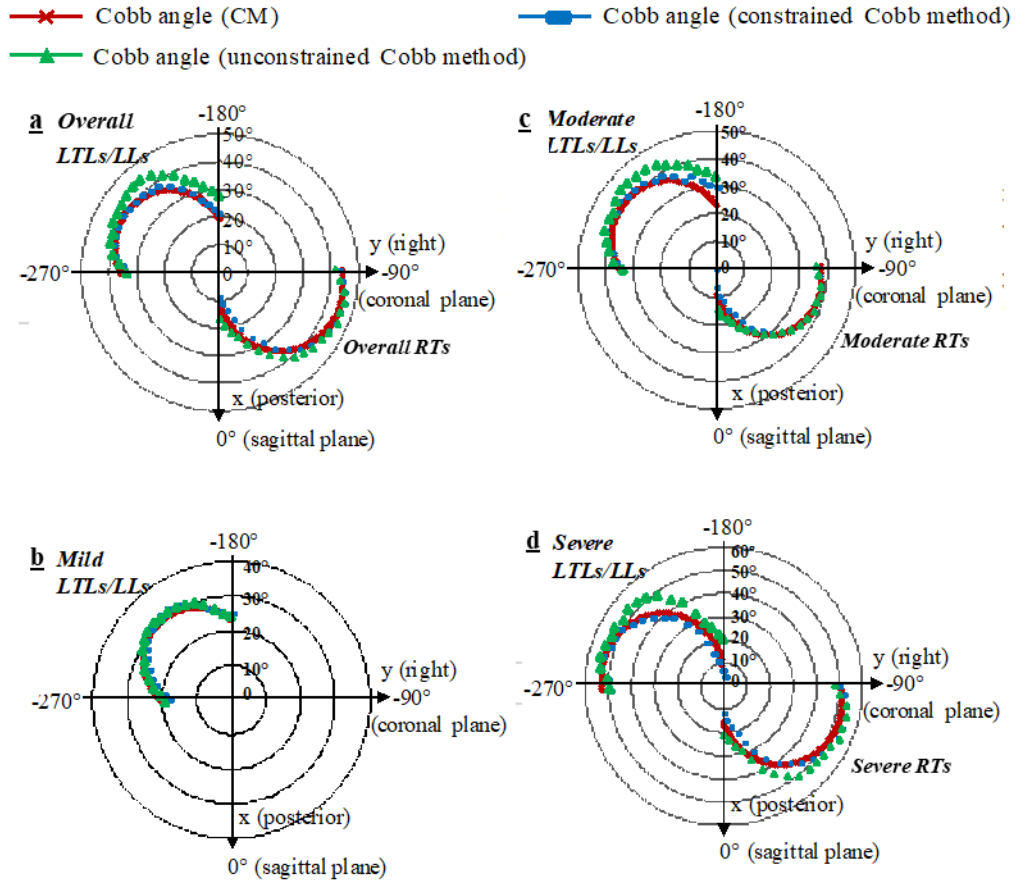 Cobb angle (CM)
Cobb angle (constrained Cobb method)
Cobb angle (unconstrained Cobb method)
a Overall
LTLs/LLs
-180°
50°
40°
30°
20°
10°
0
-270°
y (right)
-90°
(coronal plane)
Overall RTs
x (posterior)
0° (sagittal plane)
c Moderate
LTLs/LLs
-180°
50°
40°
30°
20
10°
0
-270°
y (right)
-90°
(coronal plane)
Moderate RTs
x (posterior)
0° (sagittal plane)
b Mild
LTLs/LLs
-180°
40°
30°
20
10°
0
-270°
y (right)
-90°
(coronal plane)
x (posterior)
0° (sagittal plane)
d Severe
LTLs/LLs
-180°
60°
50°
40°
30°
20
10°
0
-270°
y (right)
-90°
(coronal plane)
Severe RTs
x (posterior)
0° (sagittal plane)